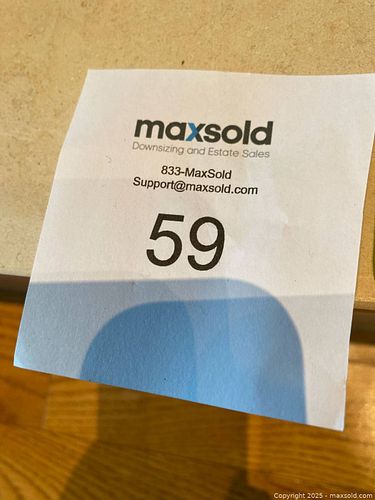 maxsold
Downsizing and Estate Sales
833-MaxSold
Support@maxsold.com
59
Copyright 2025 - maxsold.com